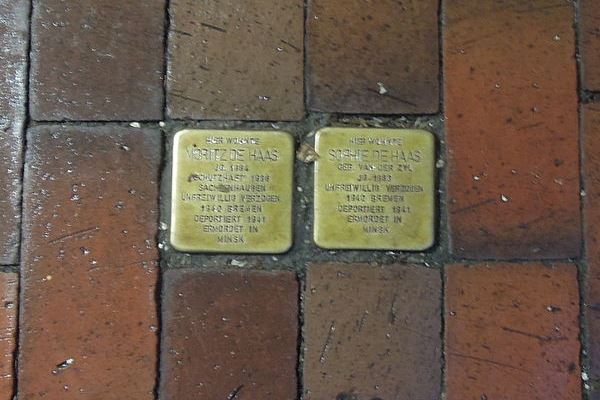 HIER WOHNTE
MORITZ DE HAAS
JG. 1884
SCHUTZHAFT 1938
SACHSENHAUSEN
UNFREIWILLIG VERZOGEN
1940 BREMEN
DEPORTIERT 1941
ERMORDET IN
MINSK
HIER WOHNTE
SOPHIE DE HAAS
GEB. VAN DER ZYL
JG. 1883
UNFREIWILLIG VERZOGEN
1940 BREMEN
DEPORTIERT 1941
ERMORDET IN
MINSK